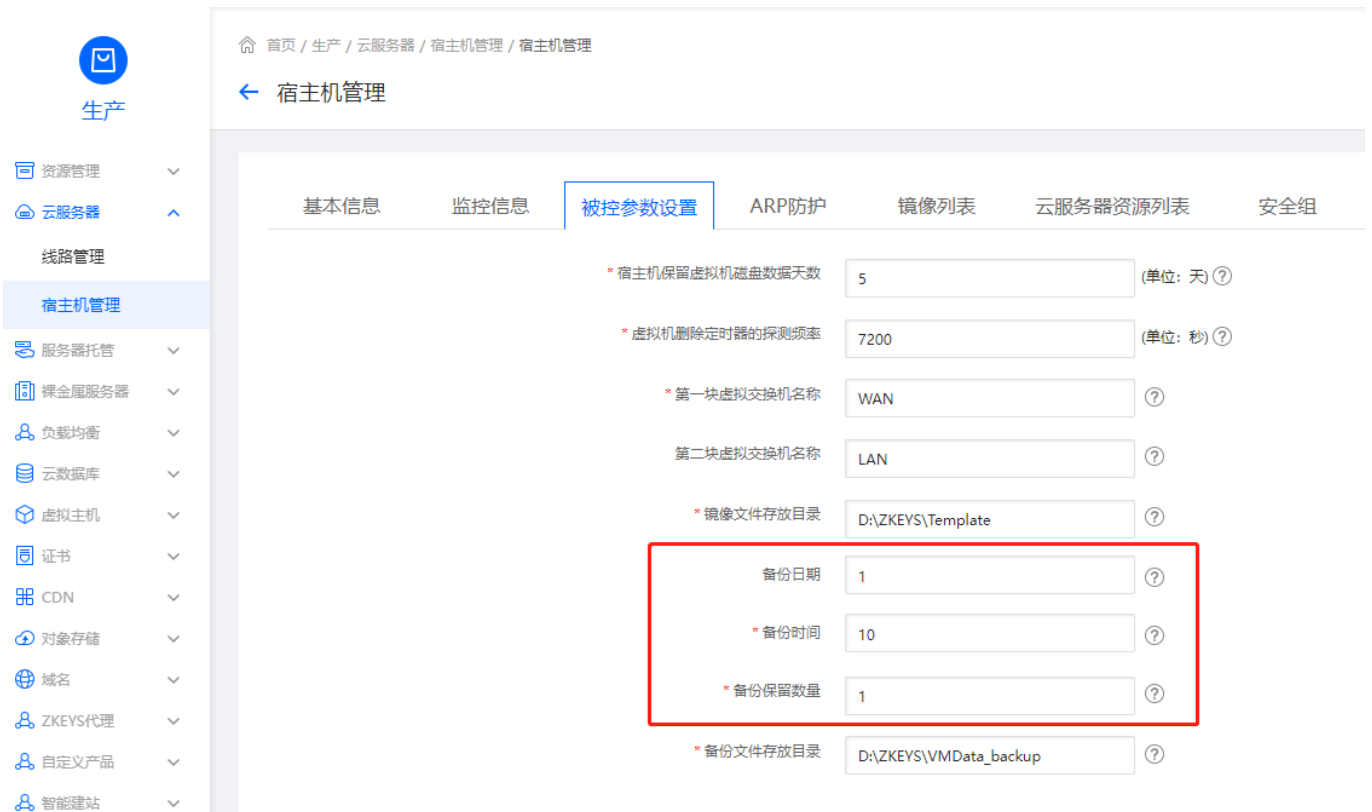 生产
首页 / 生产 / 云服务器 / 宿主机管理 / 宿主机管理
宿主机管理
资源管理
云服务器
线路管理
宿主机管理
服务器托管
裸金属服务器
负载均衡
云数据库
虚拟主机
证书
CDN
对象存储
域名
ZKEYS代理
自定义产品
智能建站
基本信息 监控信息 被控参数设置 ARP防护 镜像列表 云服务器资源列表 安全组
* 宿主机保留虚拟机磁盘数据天数 5 (单位：天) ?
* 虚拟机删除定时器的探测频率 7200 (单位：秒) ?
* 第一块虚拟交换机名称 WAN ?
第二块虚拟交换机名称 LAN ?
* 镜像文件存放目录 D:\ZKEYS\Template ?
备份日期 1 ?
* 备份时间 10 ?
* 备份保留数量 1 ?
* 备份文件存放目录 D:\ZKEYS\VMData_backup ?